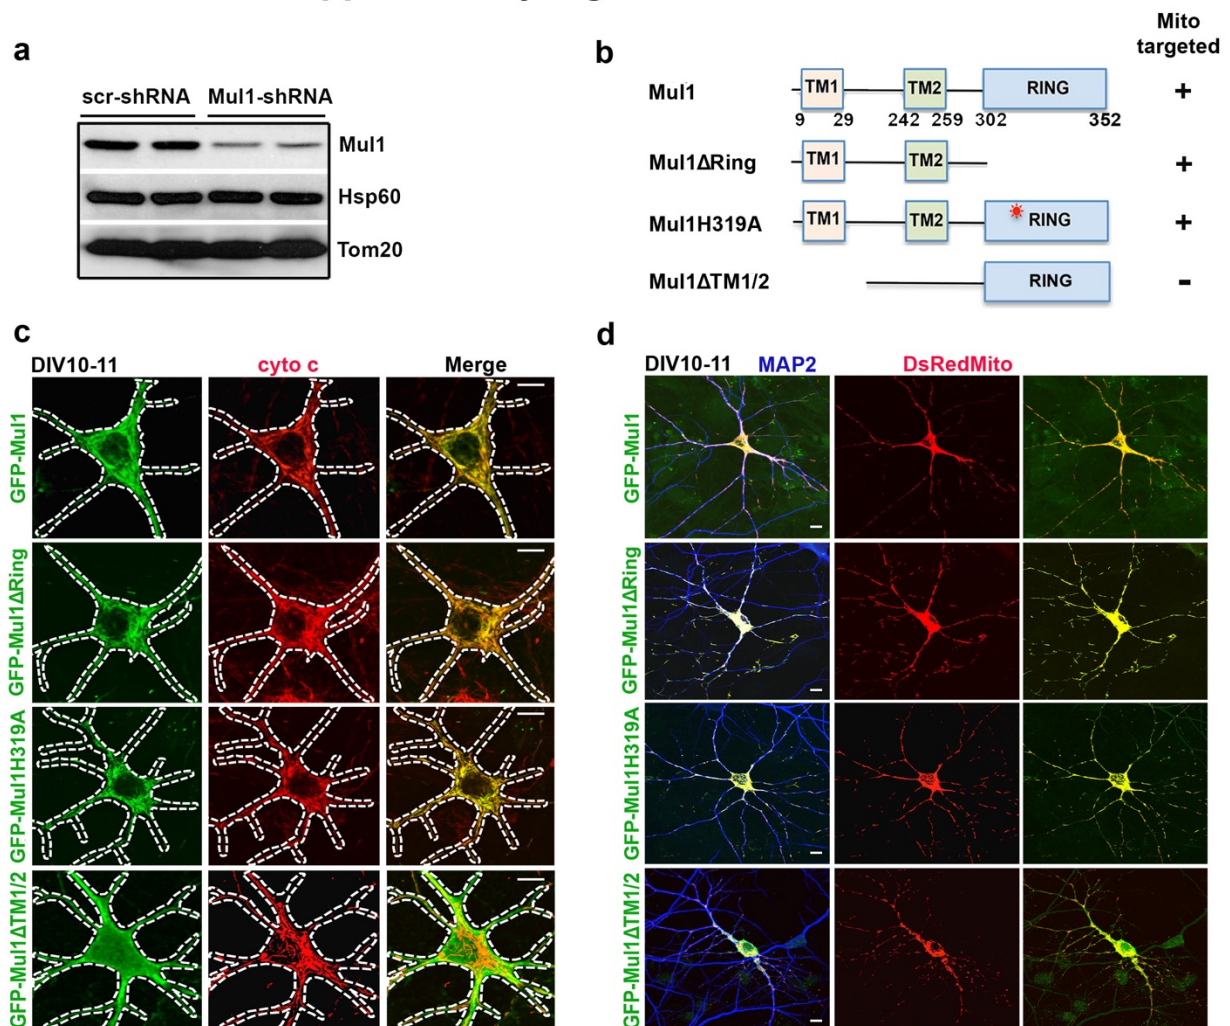 a
scr-shRNA Mul1-shRNA
Mul1
Hsp60
Tom20
b
Mito
targeted
Mul1 TM1 TM2 RING +
9 29 242 259 302 352
Mul1ΔRing TM1 TM2 +
Mul1H319A TM1 TM2 RING +
Mul1ΔTM1/2 RING -
c
DIV10-11 cyto c Merge
GFP-Mul1
GFP-Mul1ΔRing
GFP-Mul1H319A
GFP-Mul1ΔTM1/2
d
DIV10-11 MAP2 DsRedMito
GFP-Mul1
GFP-Mul1ΔRing
GFP-Mul1H319A
GFP-Mul1ΔTM1/2